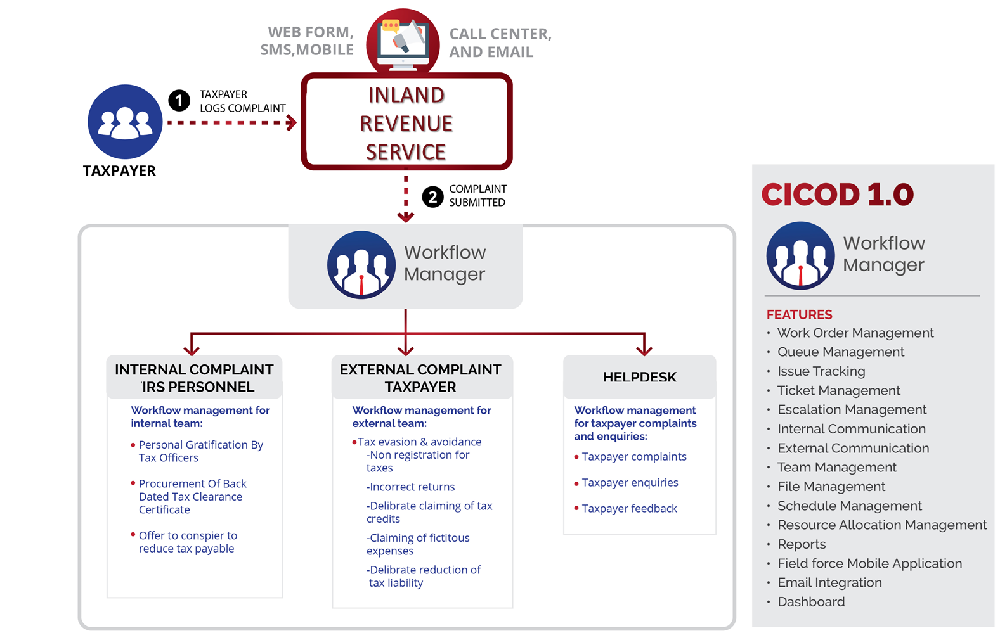 WEB FORM,
SMS,MOBILE
CALL CENTER,
AND EMAIL
INLAND
REVENUE
SERVICE
1
TAXPAYER
LOGS COMPLAINT
TAXPAYER
2
COMPLAINT
SUBMITTED
Workflow
Manager
INTERNAL COMPLAINT
IRS PERSONNEL
Workflow management for
internal team:
• Personal Gratification By
Tax Officers
• Procurement Of Back
Dated Tax Clearance
Certificate
• Offer to conspier to
reduce tax payable
EXTERNAL COMPLAINT
TAXPAYER
Workflow management for
external team:
•Tax evasion & avoidance
-Non registration for
taxes
-Incorrect returns
-Delibrate claiming of tax
credits
-Claiming of fictitous
expenses
-Delibrate reduction of
tax liability
HELPDESK
Workflow management
for taxpayer complaints
and enquiries:
• Taxpayer complaints
• Taxpayer enquiries
• Taxpayer feedback
CICOD 1.0
Workflow
Manager
FEATURES
• Work Order Management
• Queue Management
• Issue Tracking
• Ticket Management
• Escalation Management
• Internal Communication
• External Communication
• Team Management
• File Management
• Schedule Management
• Resource Allocation Management
• Reports
• Field force Mobile Application
• Email Integration
• Dashboard